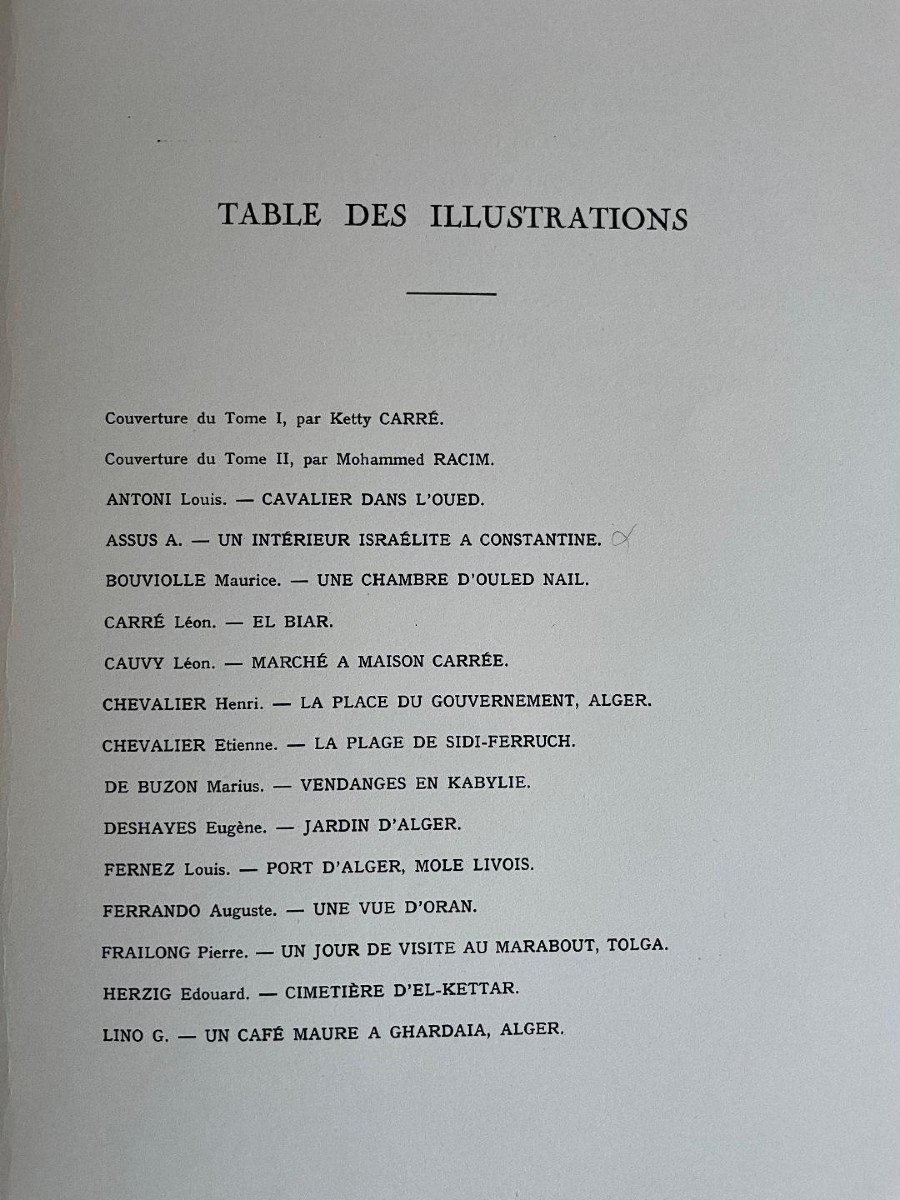 TABLE DES ILLUSTRATIONS
Couverture du Tome I, par Ketty CARRÉ.
Couverture du Tome II, par Mohammed RACIM.
ANTONI Louis. — CAVALIER DANS L'OUED.
ASSUS A. — UN INTÉRIEUR ISRAÉLITE A CONSTANTINE.
BOUVIOLLE Maurice. — UNE CHAMBRE D'OULED NAIL.
CARRÉ Léon. — EL BIAR.
CAUVY Léon. — MARCHÉ A MAISON CARRÉE.
CHEVALIER Henri. — LA PLACE DU GOUVERNEMENT, ALGER.
CHEVALIER Etienne. — LA PLAGE DE SIDI-FERRUCH.
DE BUZON Marius. — VENDANGES EN KABYLIE.
DESHAYES Eugène. — JARDIN D'ALGER.
FERNEZ Louis. — PORT D'ALGER, MOLE LIVOIS.
FERRANDO Auguste. — UNE VUE D'ORAN.
FRAILONG Pierre. — UN JOUR DE VISITE AU MARABOUT, TOLGA.
HERZIG Edouard. — CIMETIÈRE D'EL-KETTAR.
LINO G. — UN CAFÉ MAURE A GHARDAIA, ALGER.